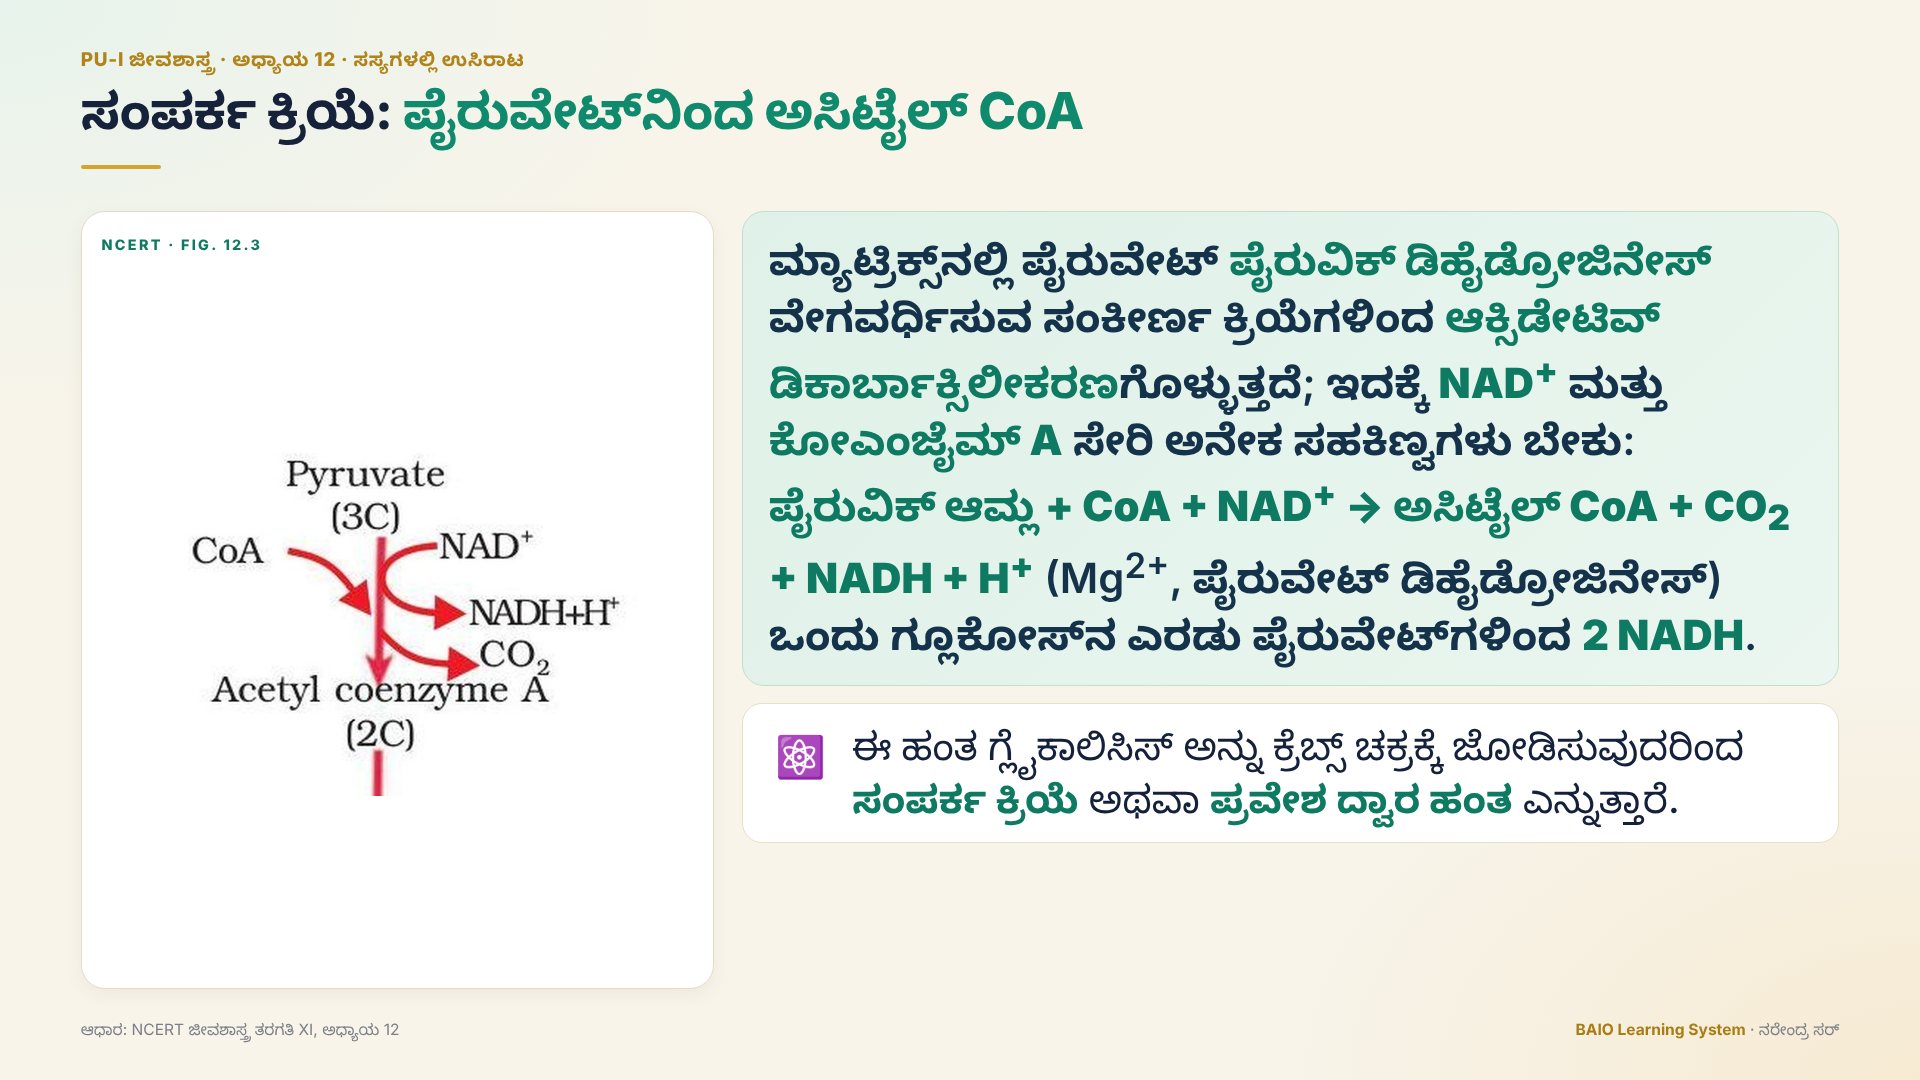 PU-I ಜೀವಶಾಸ್ತ್ರ · ಅಧ್ಯಾಯ 12 · ಸಸ್ಯಗಳಲ್ಲಿ ಉಸಿರಾಟ
ಸಂಪರ್ಕ ಕ್ರಿಯೆ: ಪೈರುವೇಟ್‌ನಿಂದ ಅಸಿಟೈಲ್ CoA
NCERT · FIG. 12.3
Pyruvate
(3C)
CoA
NAD⁺
NADH+H⁺
CO₂
Acetyl coenzyme A
(2C)
ಮ್ಯಾಟ್ರಿಕ್ಸ್‌ನಲ್ಲಿ ಪೈರುವೇಟ್ ಪೈರುವಿಕ್ ಡಿಹೈಡ್ರೋಜಿನೇಸ್
ವೇಗವರ್ಧಿಸುವ ಸಂಕೀರ್ಣ ಕ್ರಿಯೆಗಳಿಂದ ಆಕ್ಸಿಡೇಟಿವ್
ಡಿಕಾರ್ಬಾಕ್ಸಿಲೀಕರಣಗೊಳ್ಳುತ್ತದೆ; ಇದಕ್ಕೆ NAD⁺ ಮತ್ತು
ಕೋಎಂಜೈಮ್ A ಸೇರಿ ಅನೇಕ ಸಹಕಿಣ್ವಗಳು ಬೇಕು:
ಪೈರುವಿಕ್ ಆಮ್ಲ + CoA + NAD⁺ → ಅಸಿಟೈಲ್ CoA + CO₂
+ NADH + H⁺ (Mg²⁺, ಪೈರುವೇಟ್ ಡಿಹೈಡ್ರೋಜಿನೇಸ್)
ಒಂದು ಗ್ಲೂಕೋಸ್‌ನ ಎರಡು ಪೈರುವೇಟ್‌ಗಳಿಂದ 2 NADH.
ಈ ಹಂತ ಗ್ಲೈಕಾಲಿಸಿಸ್ ಅನ್ನು ಕ್ರೆಬ್ಸ್ ಚಕ್ರಕ್ಕೆ ಜೋಡಿಸುವುದರಿಂದ
ಸಂಪರ್ಕ ಕ್ರಿಯೆ ಅಥವಾ ಪ್ರವೇಶ ದ್ವಾರ ಹಂತ ಎನ್ನುತ್ತಾರೆ.
ಆಧಾರ: NCERT ಜೀವಶಾಸ್ತ್ರ ತರಗತಿ XI, ಅಧ್ಯಾಯ 12
BAIO Learning System · ನರೇಂದ್ರ ಸರ್